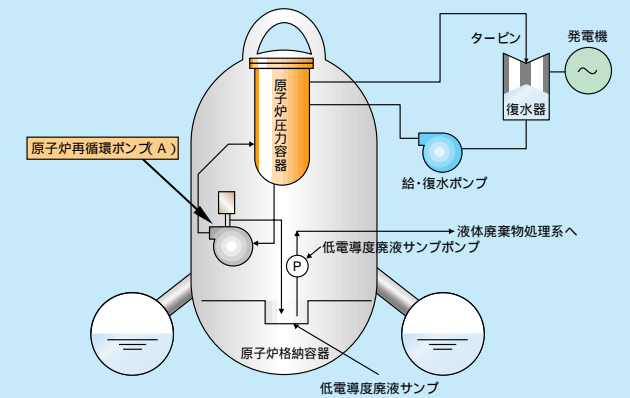 タービン
発電機
復水器
原子炉圧力容器
原子炉再循環ポンプ(A)
給・復水ポンプ
液体廃棄物処理系へ
低電導度廃液サンプポンプ
P
原子炉格納容器
低電導度廃液サンプ